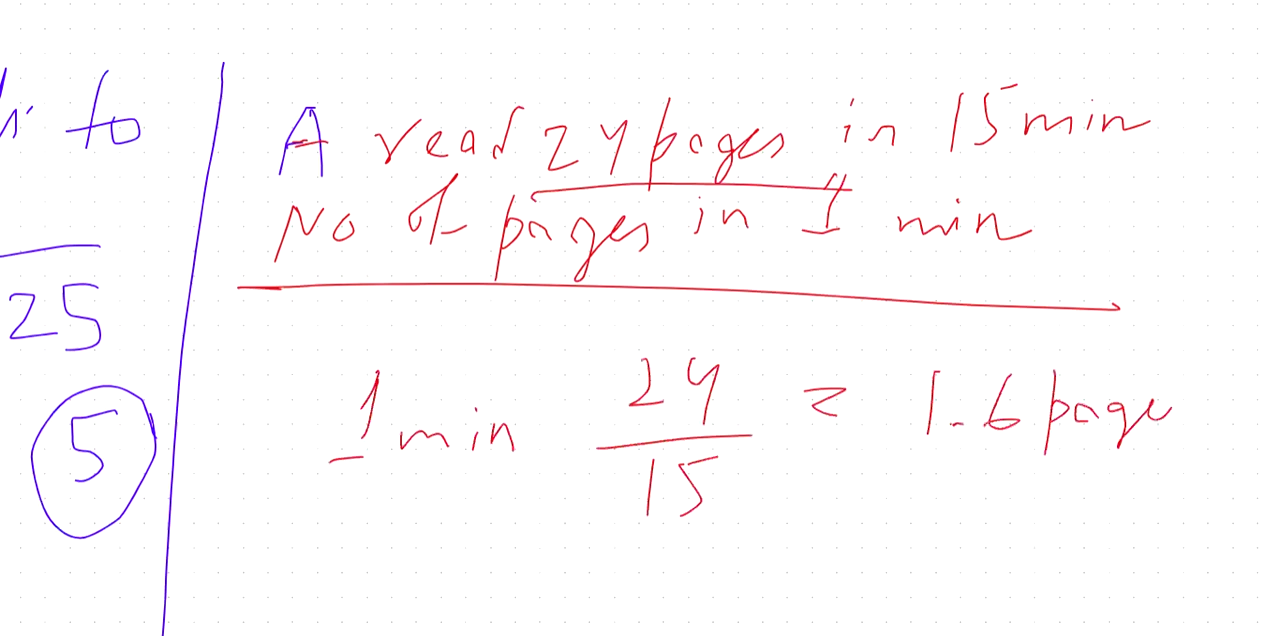 to
25
5
A read 24 pages in 15 min
No of pages in 1 min
1 min 24/15 = 1.6 page